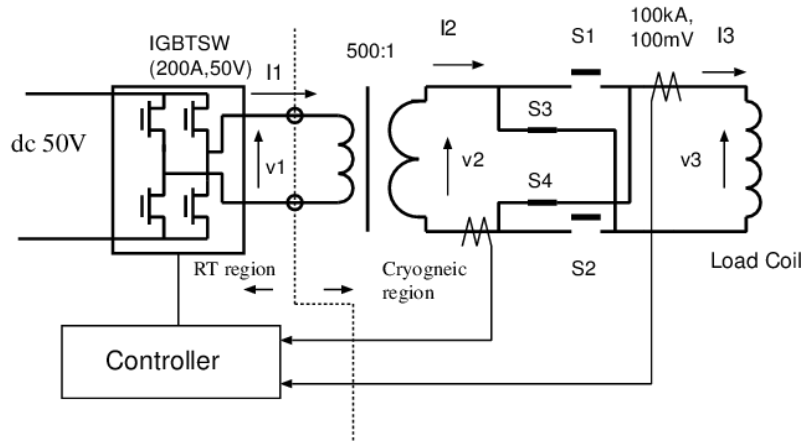 IGBTSW
(200A,50V)
I1
500:1
I2
S1
100kA,
100mV
I3
dc 50V
v1
v2
S3
S4
v3
S2
Load Coil
RT region
Cryogneic
region
Controller